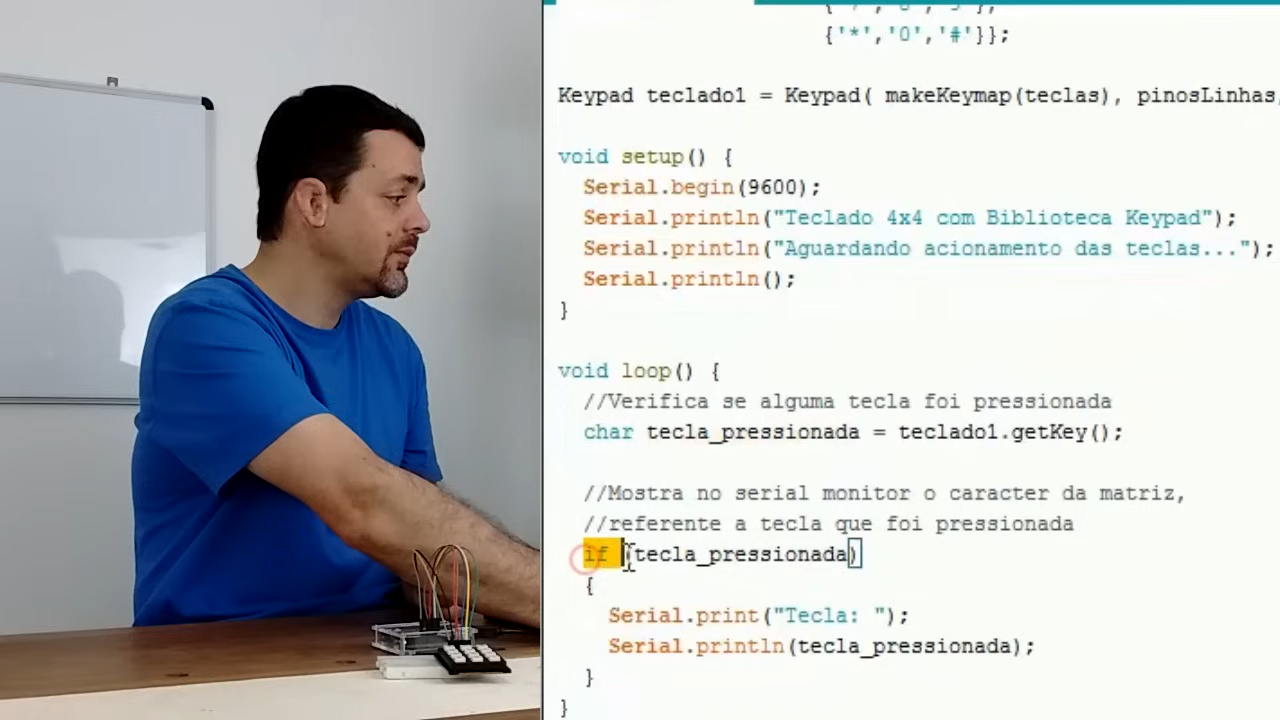 {'*','0','#'}};
Keypad teclado1 = Keypad( makeKeymap(teclas), pinosLinhas,
void setup() {
Serial.begin(9600);
Serial.println("Teclado 4x4 com Biblioteca Keypad");
Serial.println("Aguardando acionamento das teclas...");
Serial.println();
}
void loop() {
//Verifica se alguma tecla foi pressionada
char tecla_pressionada = teclado1.getKey();
//Mostra no serial monitor o caracter da matriz,
//referente a tecla que foi pressionada
if (tecla_pressionada)
{
Serial.print("Tecla: ");
Serial.println(tecla_pressionada);
}
}